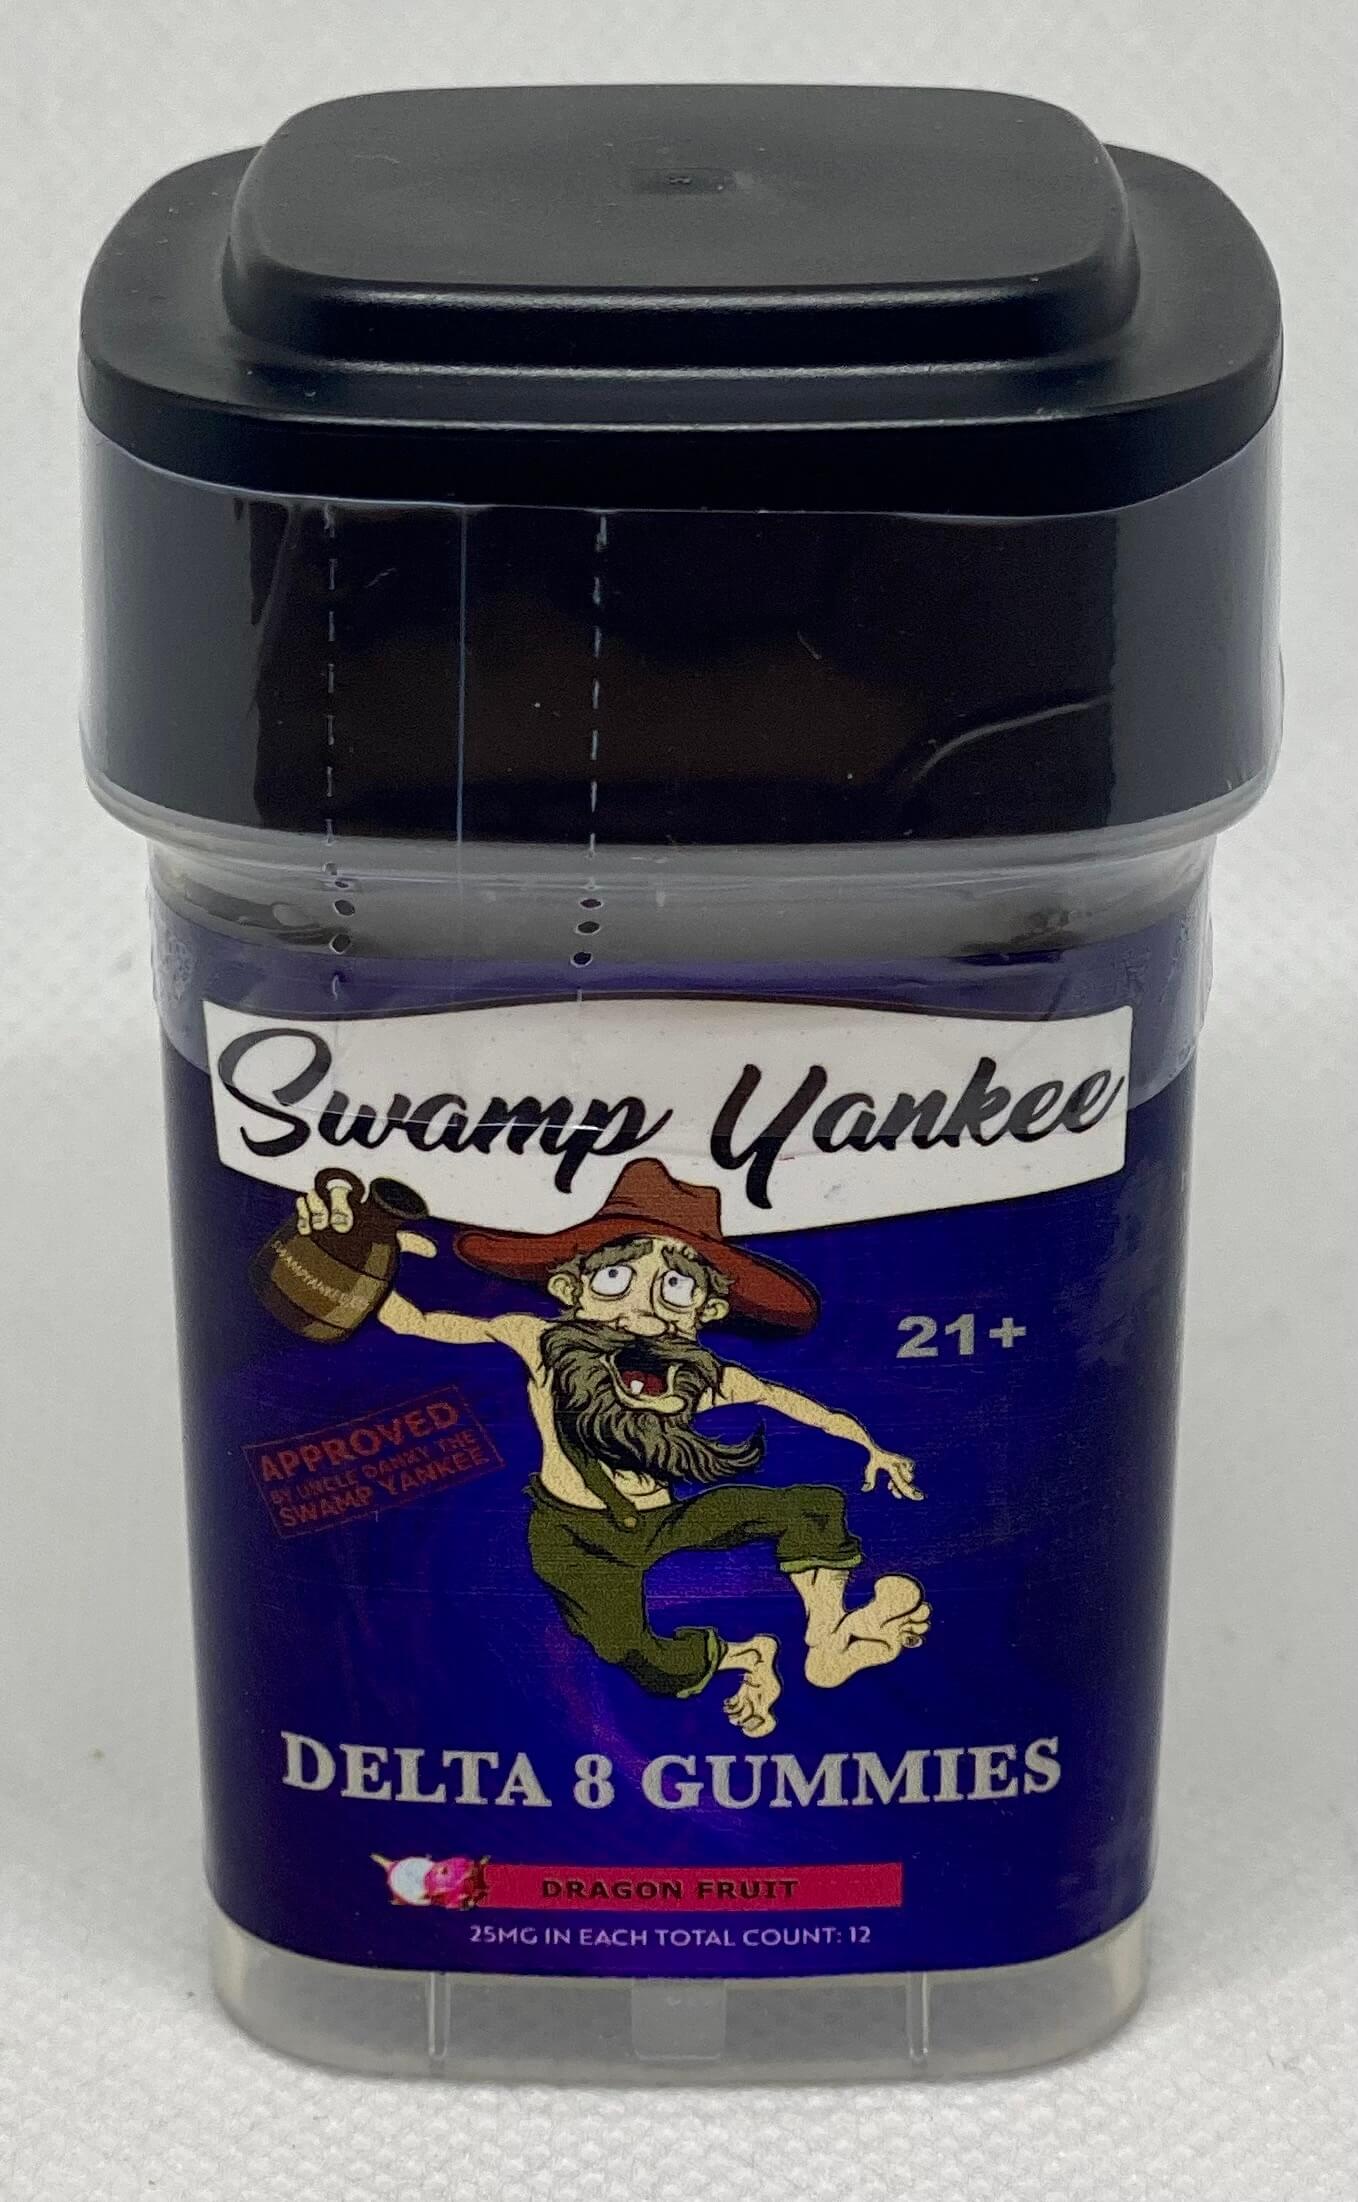 Swamp Yankee
SWAMPYANKEE
21+
APPROVED
BY UNCLE DANKY THE
SWAMP YANKEE
DELTA 8 GUMMIES
DRAGON FRUIT
25MG IN EACH TOTAL COUNT: 12